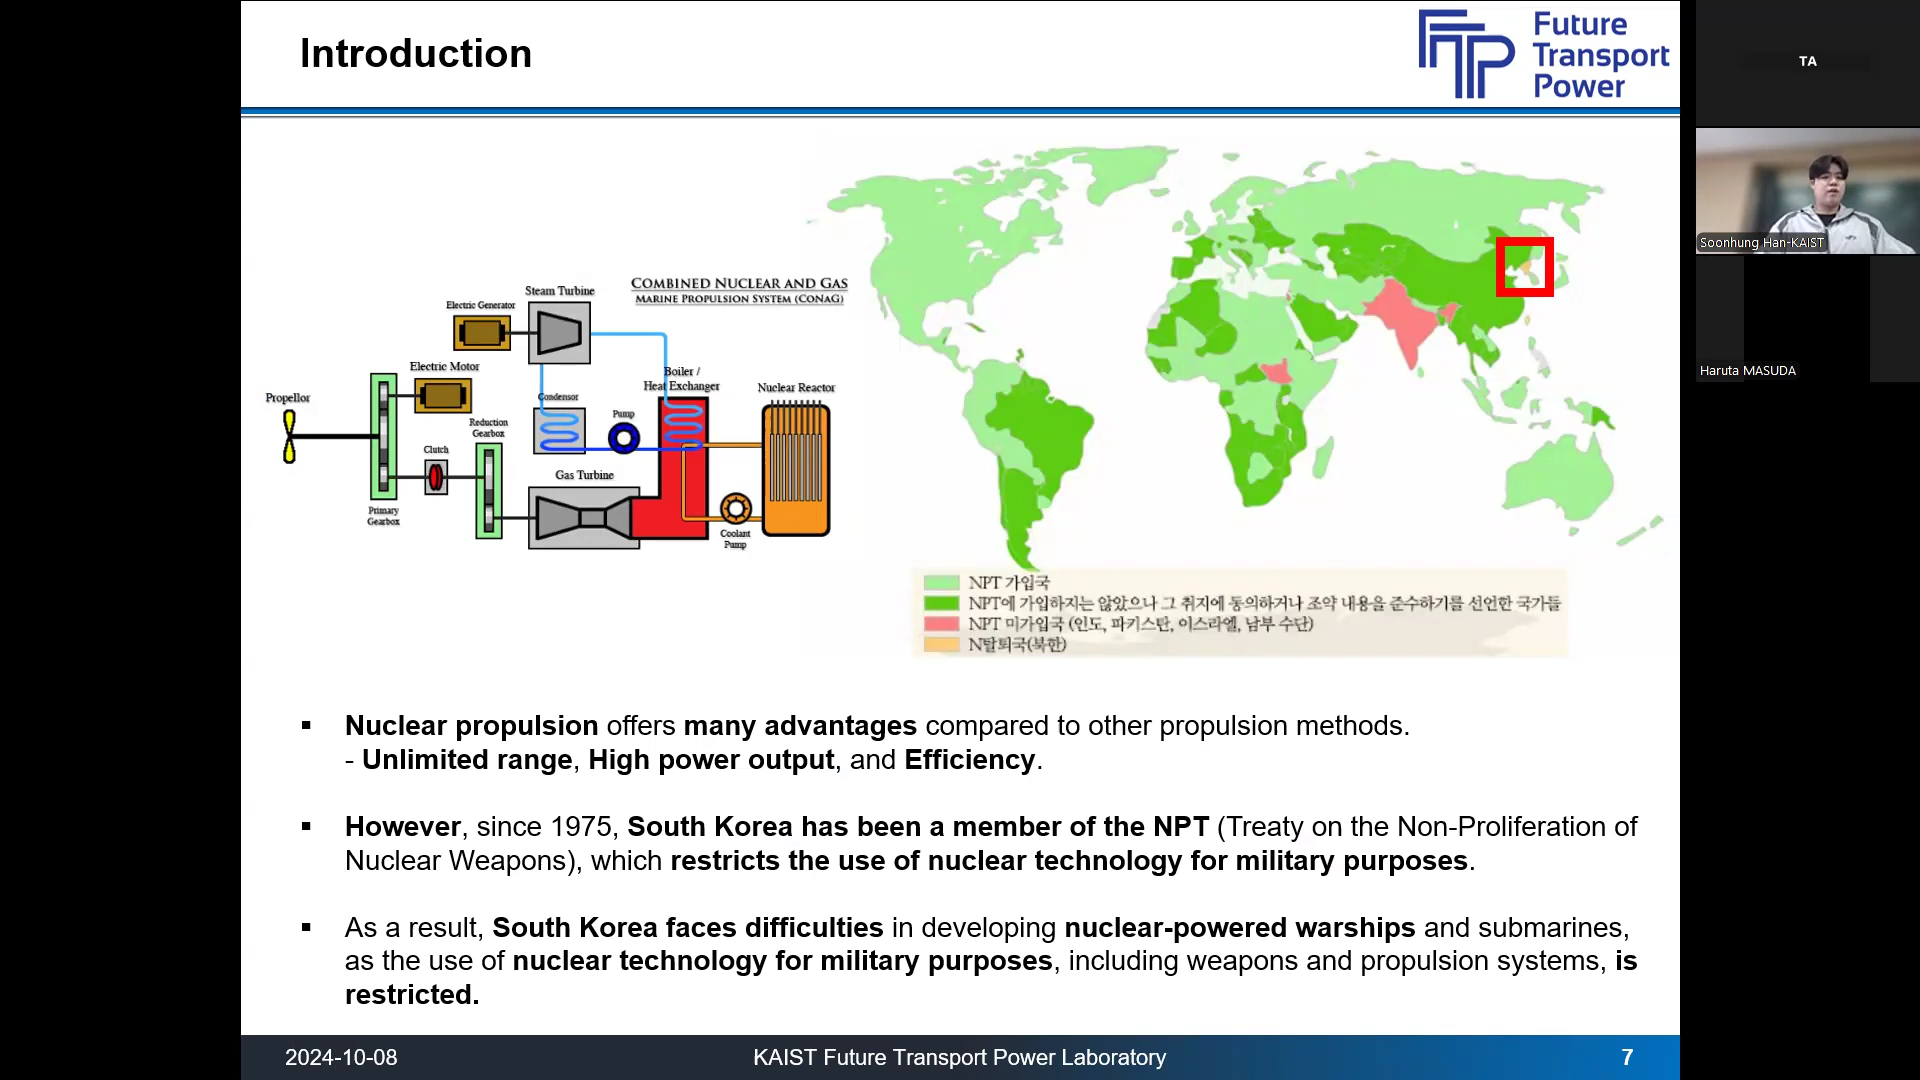 Introduction
Future
Transport
Power
TA
Soonhung Han-KAIST
Haruta MASUDA
COMBINED NUCLEAR AND GAS
MARINE PROPULSION SYSTEM (CONAG)
Steam Turbine
Electric Generator
Electric Motor
Boiler /
Heat Exchanger
Nuclear Reactor
Propellor
Condensor
Pump
Reduction
Gearbox
Clutch
Gas Turbine
Primary
Gearbox
Coolant
Pump
NPT 가입국
NPT에 가입하지는 않았으나 그 취지에 동의하거나 조약 내용을 준수하기를 선언한 국가들
NPT 미가입국 (인도, 파키스탄, 이스라엘, 남부 수단)
N탈퇴국(북한)
▪ Nuclear propulsion offers many advantages compared to other propulsion methods.
- Unlimited range, High power output, and Efficiency.
▪ However, since 1975, South Korea has been a member of the NPT (Treaty on the Non-Proliferation of
Nuclear Weapons), which restricts the use of nuclear technology for military purposes.
▪ As a result, South Korea faces difficulties in developing nuclear-powered warships and submarines,
as the use of nuclear technology for military purposes, including weapons and propulsion systems, is
restricted.
2024-10-08
KAIST Future Transport Power Laboratory
7